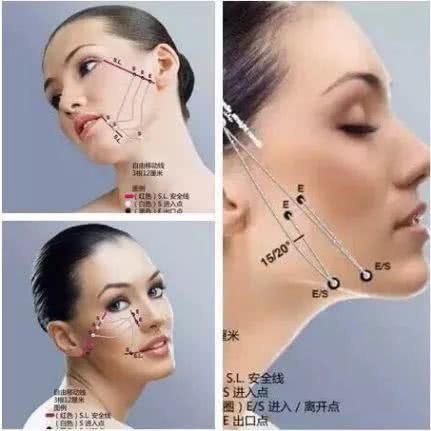 S.L.
S
S
S
E
E
S
S.L.
自由移动线
3根12厘米
图例
(红色) S.L 安全线
(白色) S 进入点
(黑色) E 出口点
S.L.
自由移动线
3根12厘米
图例
(红色) S.L 安全线
(白色) S 进入点
E
E
15/20°
E/S
E/S
厘米
S.L. 安全线
S 进入点
圈) E/S 进入 / 离开点
E 出口点